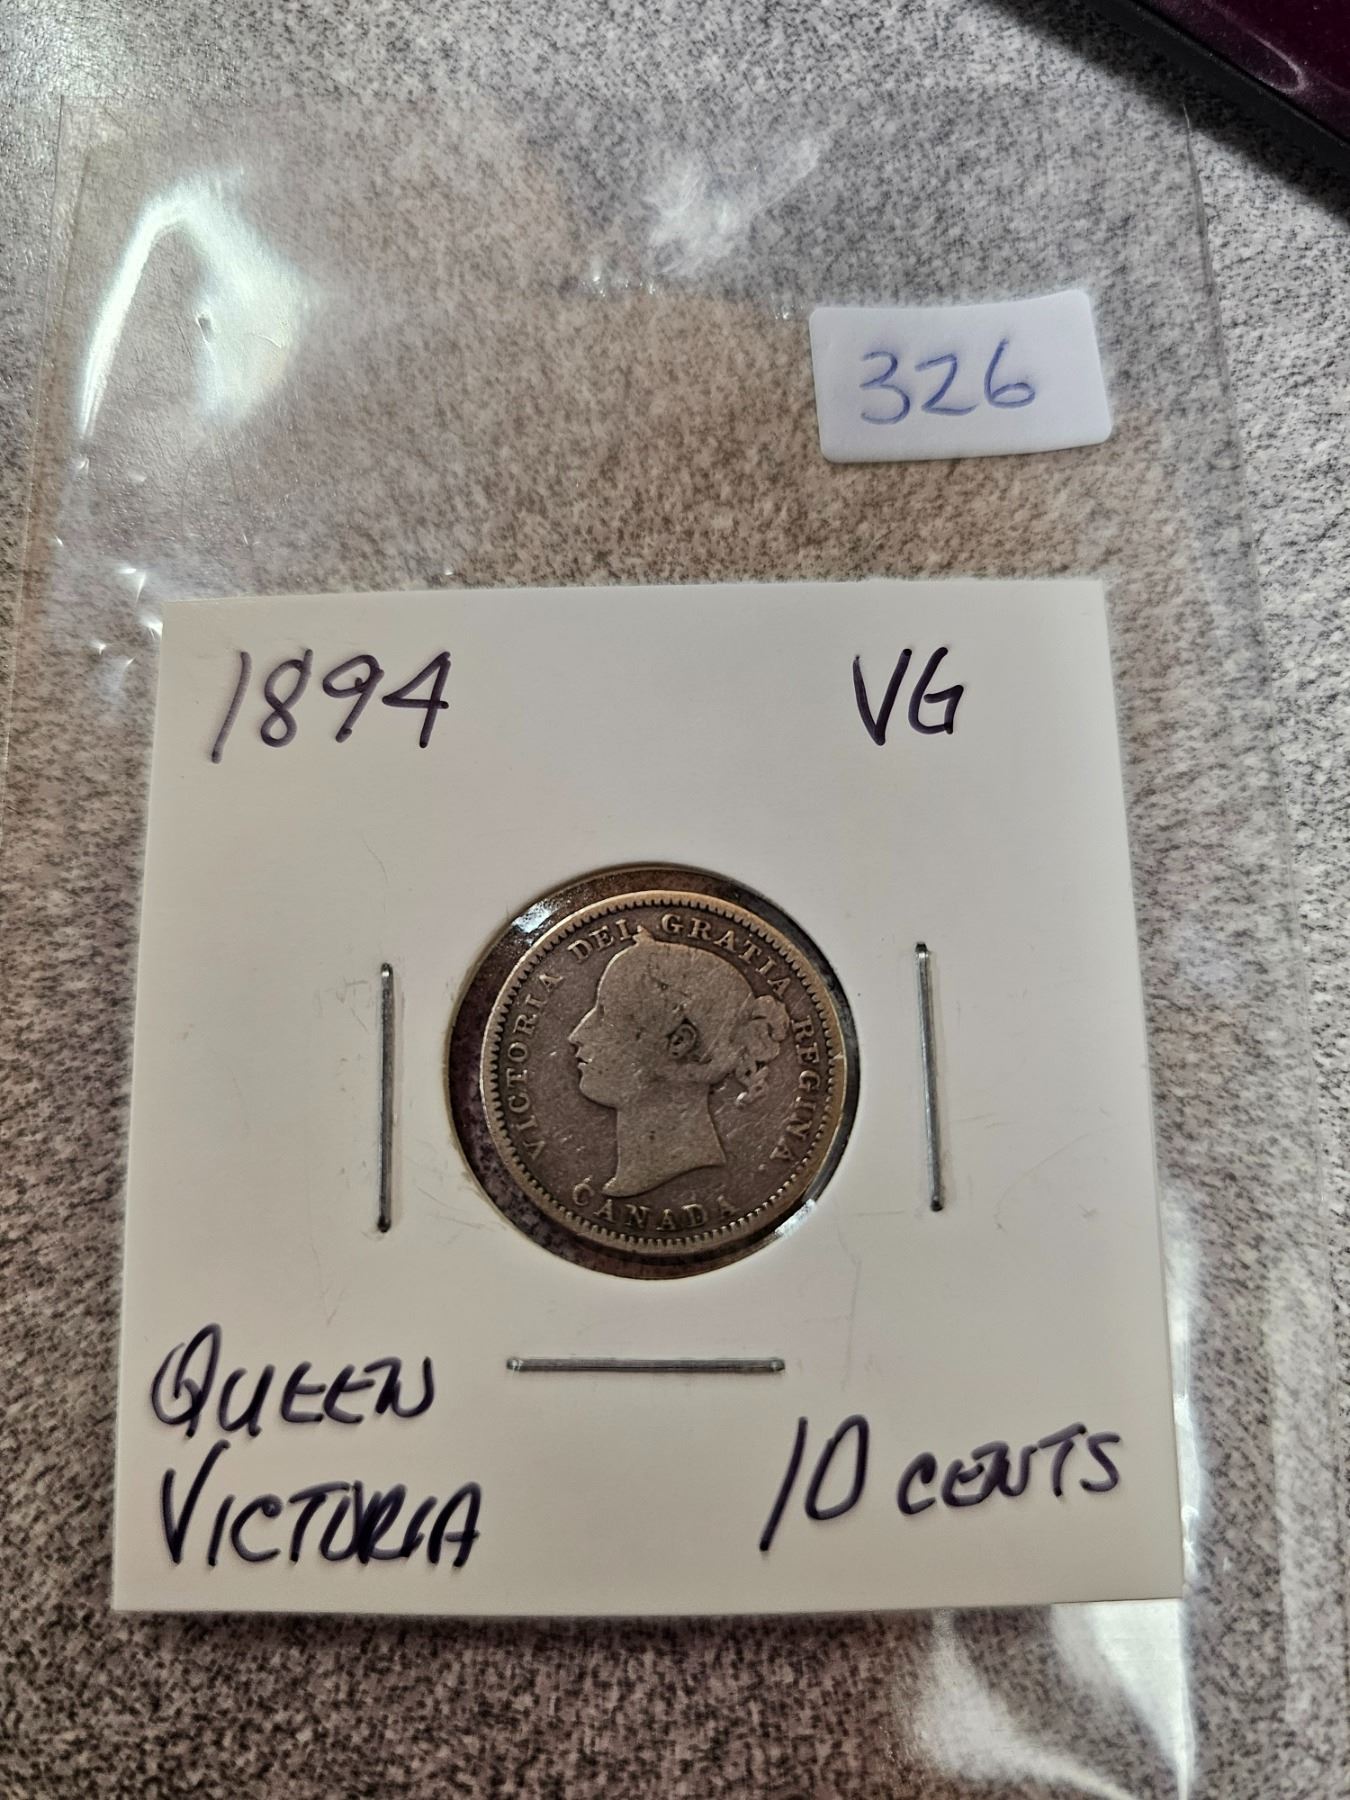 326
1894 VG
VICTORIA DEI GRATIA REGINA.
CANADA
QUEEN
VICTORIA
10 CENTS